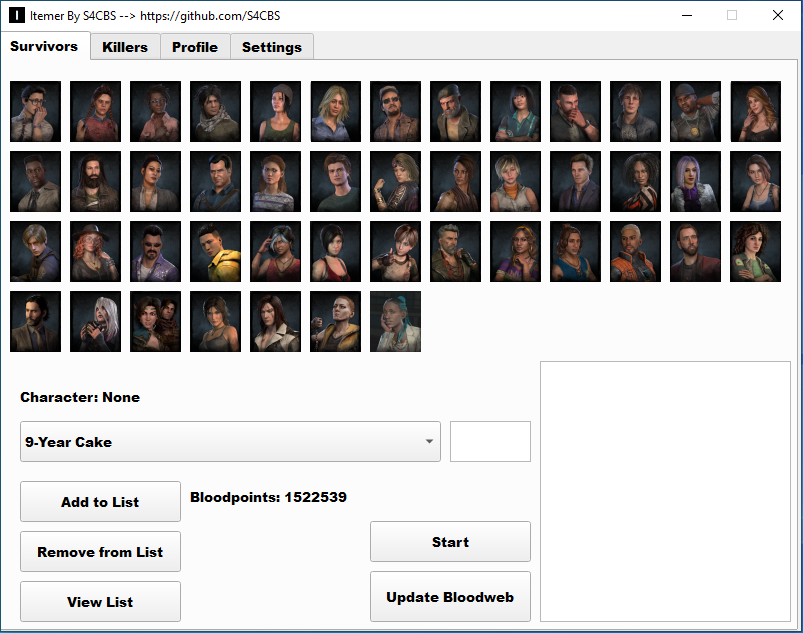 I Itemer By S4CBS --> https://github.com/S4CBS
Survivors Killers Profile Settings
Character: None
9-Year Cake
Add to List
Bloodpoints: 1522539
Remove from List
Start
View List
Update Bloodweb